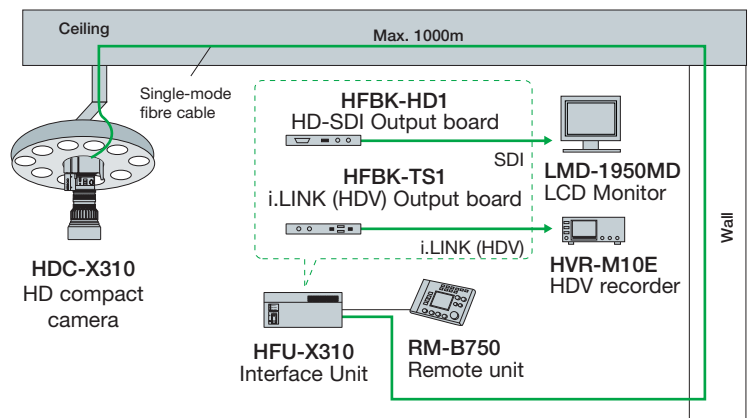 Ceiling
Max. 1000m
Single-mode
fibre cable
HFBK-HD1
HD-SDI Output board
SDI
LMD-1950MD
LCD Monitor
HFBK-TS1
i.LINK (HDV) Output board
i.LINK (HDV)
HVR-M10E
HDV recorder
Wall
HDC-X310
HD compact
camera
HFU-X310
Interface Unit
RM-B750
Remote unit